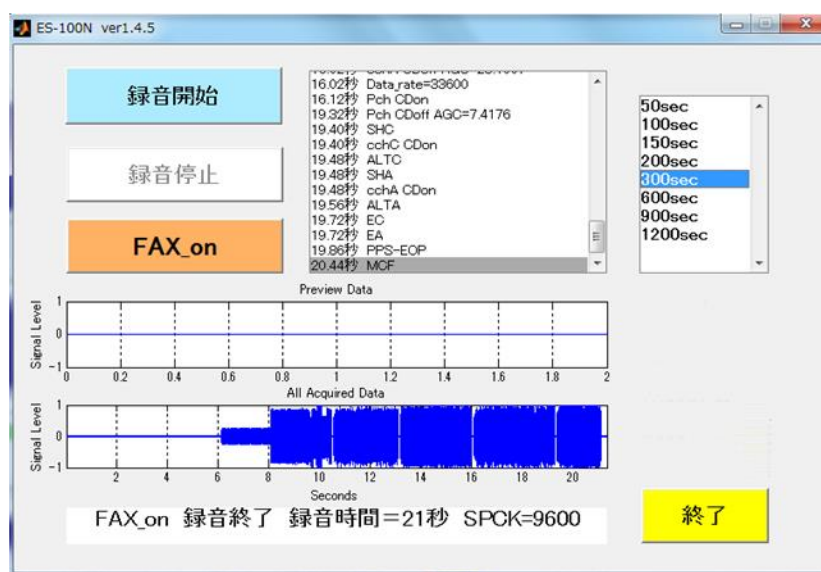 ES-100N ver1.4.5
録音開始
録音停止
FAX_on
16.02秒 Data_rate=33600
16.12秒 Pch CDon
19.32秒 Pch CDoff AGC=7.4176
19.40秒 SHC
19.40秒 cchC CDon
19.48秒 ALTC
19.48秒 SHA
19.48秒 cchA CDon
19.56秒 ALTA
19.72秒 EC
19.72秒 EA
19.86秒 PPS-EOP
20.44秒 MCF
50sec
100sec
150sec
200sec
300sec
600sec
900sec
1200sec
Preview Data
Signal Level
1
0
-1
0 0.2 0.4 0.6 0.8 1 1.2 1.4 1.6 1.8 2
All Acquired Data
Signal Level
1
0
-1
2 4 6 8 10 12 14 16 18 20
Seconds
FAX_on 録音終了 録音時間=21秒 SPCK=9600
終了